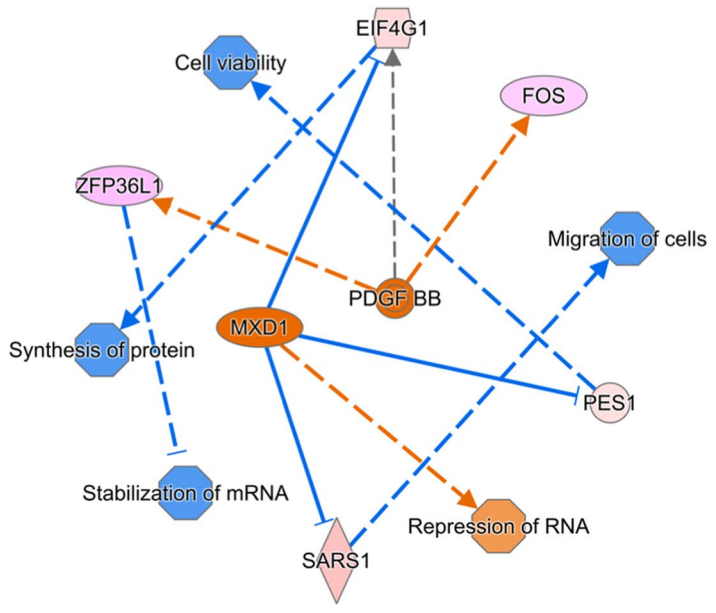 EIF4G1
Cell viability
FOS
ZFP36L1
Migration of cells
PDGF BB
MXD1
Synthesis of protein
PES1
Stabilization of mRNA
Repression of RNA
SARS1